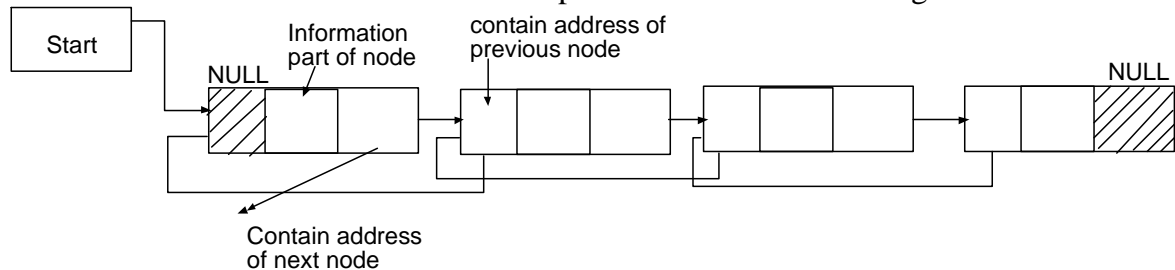 Start
Information
part of node
contain address of
previous node
NULL
NULL
Contain address
of next node